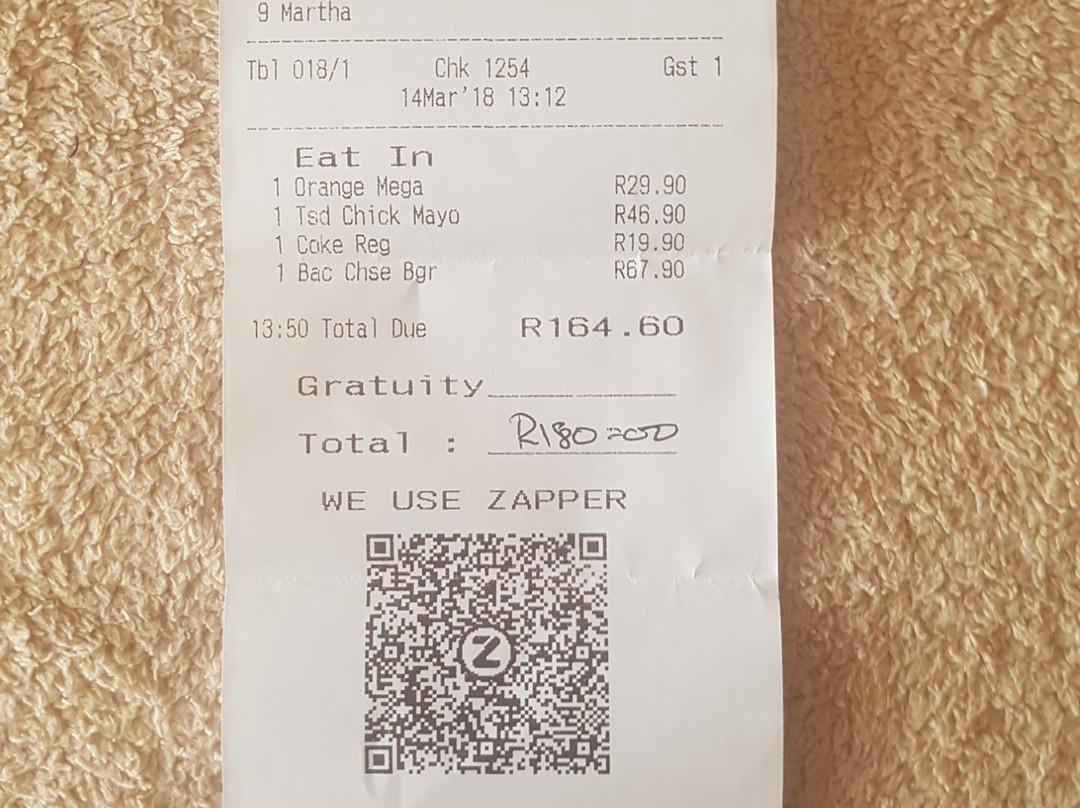 9 Martha
Tbl 018/1 Chk 1254 Gst 1
14Mar'18 13:12
Eat In
1 Orange Mega R29.90
1 Tsd Chick Mayo R46.90
1 Coke Reg R19.90
1 Bac Chse Bgr R67.90
13:50 Total Due R164.60
Gratuity
Total : R180=00
WE USE ZAPPER
Z